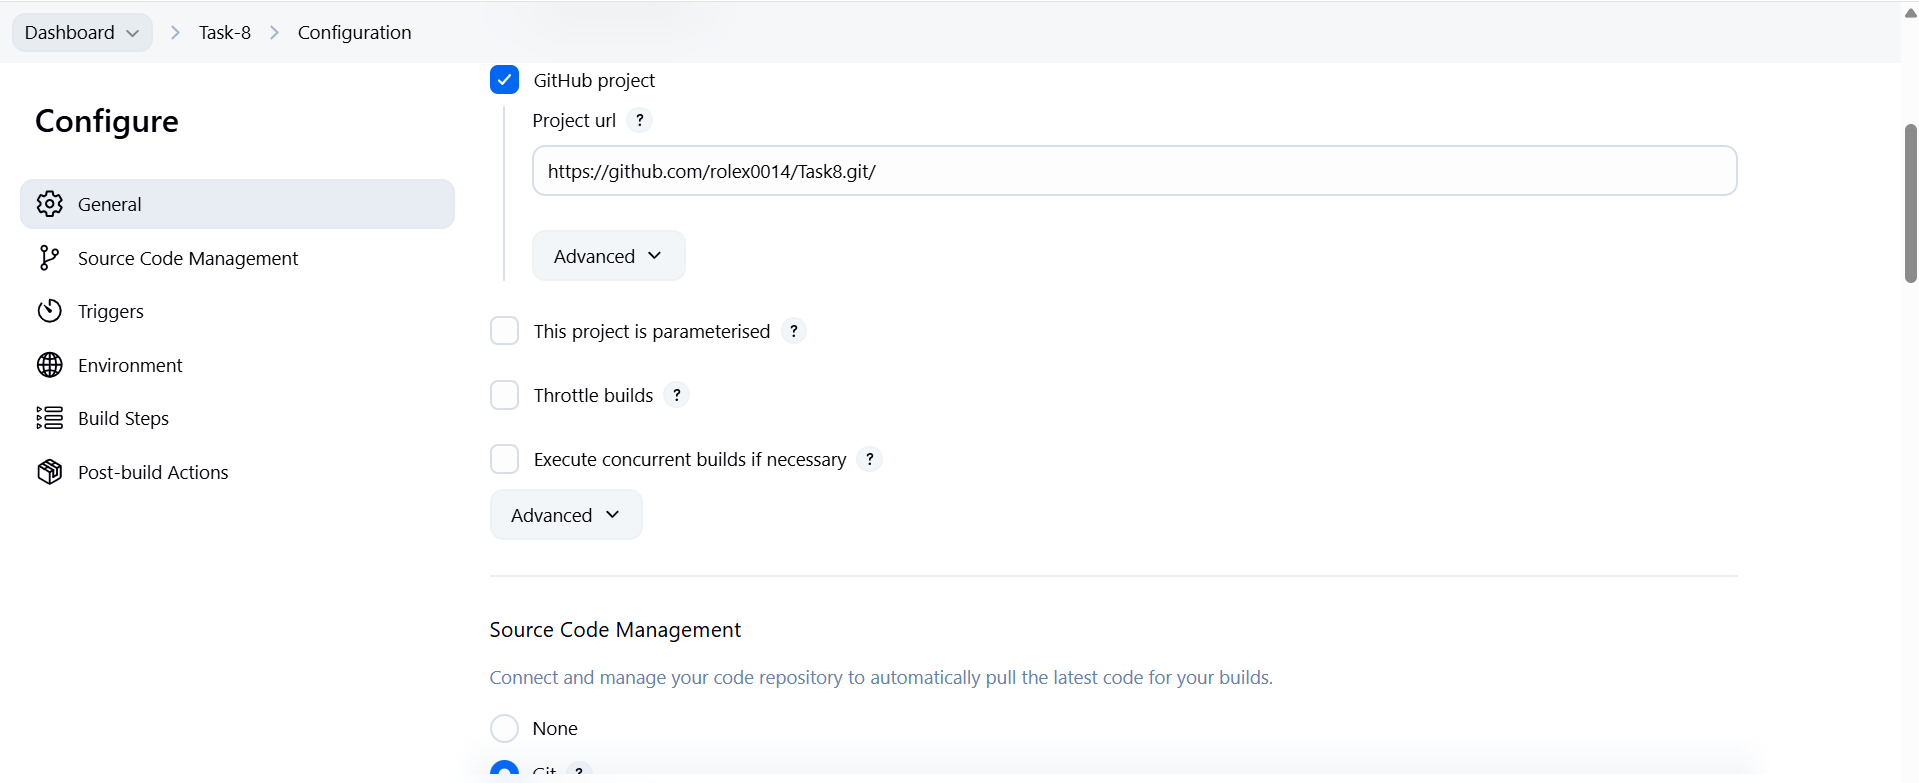 Dashboard
Task-8
Configuration
Configure
General
Source Code Management
Triggers
Environment
Build Steps
Post-build Actions
GitHub project
Project url ?
https://github.com/rolex0014/Task8.git/
Advanced
This project is parameterised ?
Throttle builds ?
Execute concurrent builds if necessary ?
Advanced
Source Code Management
Connect and manage your code repository to automatically pull the latest code for your builds.
None
Git ?